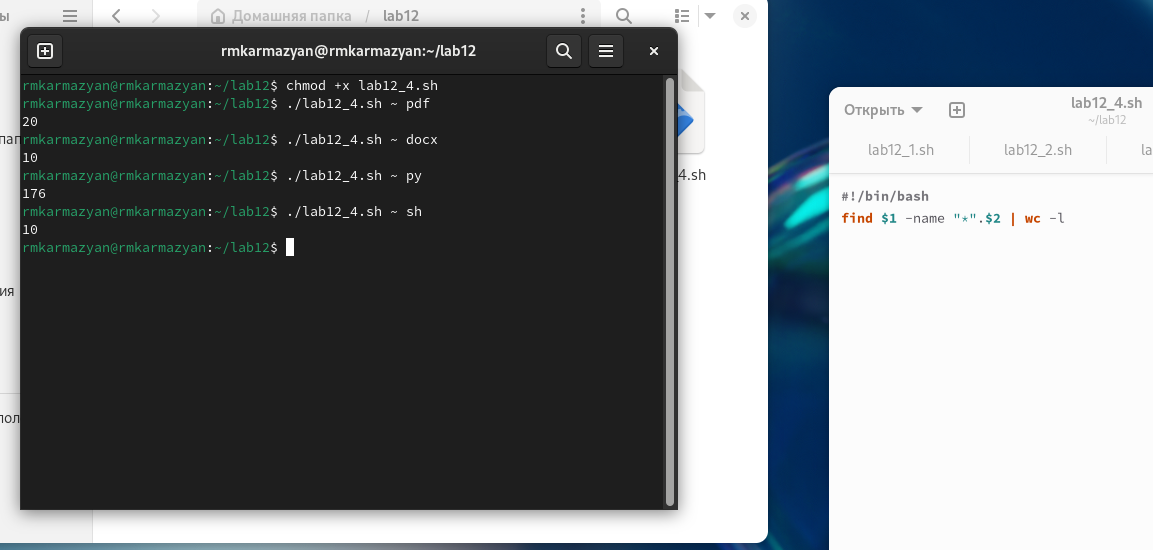 ы
Домашняя папка / lab12
rmkarmazyan@rmkarmazyan:~/lab12
rmkarmazyan@rmkarmazyan:~/lab12$ chmod +x lab12_4.sh
rmkarmazyan@rmkarmazyan:~/lab12$ ./lab12_4.sh ~ pdf
20
rmkarmazyan@rmkarmazyan:~/lab12$ ./lab12_4.sh ~ docx
10
rmkarmazyan@rmkarmazyan:~/lab12$ ./lab12_4.sh ~ py
176
rmkarmazyan@rmkarmazyan:~/lab12$ ./lab12_4.sh ~ sh
10
rmkarmazyan@rmkarmazyan:~/lab12$
пап
ия
пол
4.sh
Открыть
lab12_4.sh
~/lab12
lab12_1.sh
lab12_2.sh
la
#!/bin/bash
find $1 -name "*".$2 | wc -l